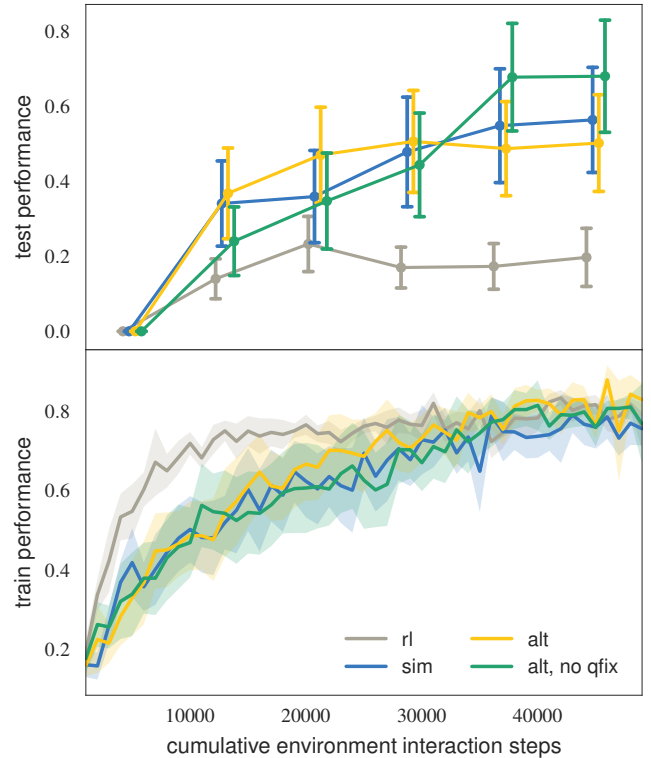 0.8
0.6
0.4
0.2
0.0
test performance
0.8
0.6
0.4
0.2
train performance
rl
alt
sim
alt, no qfix
10000 20000 30000 40000
cumulative environment interaction steps